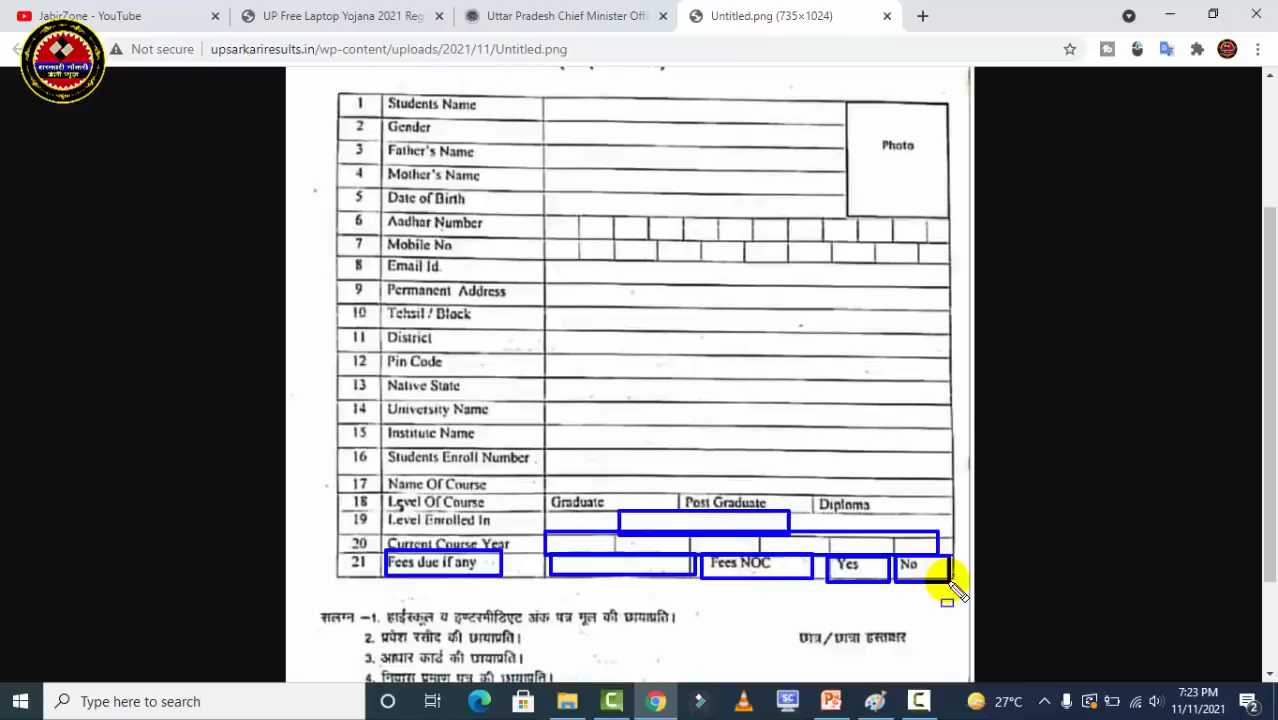 JabirZone - YouTube
UP Free Laptop Yojana 2021 Reg
Uttar Pradesh Chief Minister Offi
Untitled.png (735×1024)
Not secure
upsarkariresults.in/wp-content/uploads/2021/11/Untitled.png
सरकारी नौकरी
डेली न्यूज़
1 Students Name
Photo
2 Gender
3 Father's Name
4 Mother's Name
5 Date of Birth
6 Aadhar Number
7 Mobile No
8 Email Id.
9 Permanent Address
10 Tehsil / Block
11 District
12 Pin Code
13 Native State
14 University Name
15 Institute Name
16 Students Enroll Number
17 Name Of Course
18 Level Of Course Graduate Post Graduate Diploma
19 Level Enrolled In
20 Current Course Year
21 Fees due if any Fees NOC Yes No
सलग्न –1. हाईस्कूल व इण्टरमीडिएट अंक पत्र मूल की छायाप्रति।
2. प्रवेश रसीद की छायाप्रति।
छात्र/छात्रा हस्ताक्षर
3. आधार कार्ड की छायाप्रति।
4. निवास प्रमाण पत्र की छायाप्रति।
Type here to search
27°C
7:23 PM
11/11/2021